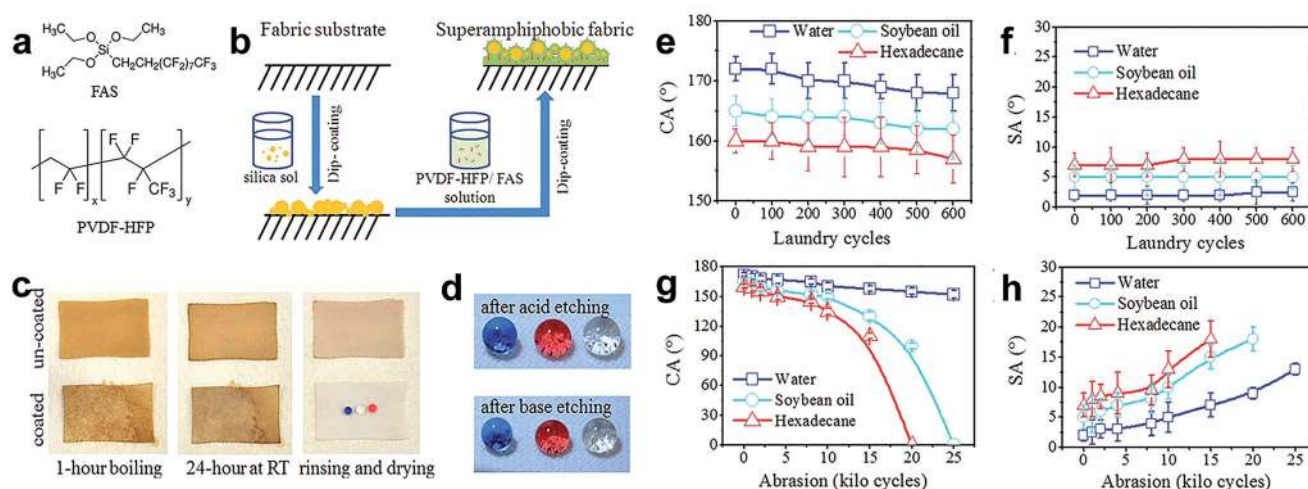 a
O
O
Si
O
CH₂CH₂(CF₂)₇CF₃
FAS
F
F
F
F
F
F
CF₃
x
y
PVDF-HFP
b
Fabric substrate
Superamphiphobic fabric
silica sol
Dip- coating
PVDF-HFP/ FAS
solution
Dip-coating
c
un-coated
coated
1-hour boiling
24-hour at RT
rinsing and drying
d
after acid etching
after base etching
e
Water
Soybean oil
Hexadecane
CA (°)
180
170
160
150
0 100 200 300 400 500 600
Laundry cycles
f
Water
Soybean oil
Hexadecane
SA (°)
30
25
20
15
10
5
0
0 100 200 300 400 500 600
Laundry cycles
g
Water
Soybean oil
Hexadecane
CA (°)
180
150
120
90
60
30
0
0 5 10 15 20 25
Abrasion (kilo cycles)
h
Water
Soybean oil
Hexadecane
SA (°)
30
25
20
15
10
5
0
0 5 10 15 20 25
Abrasion (kilo cycles)